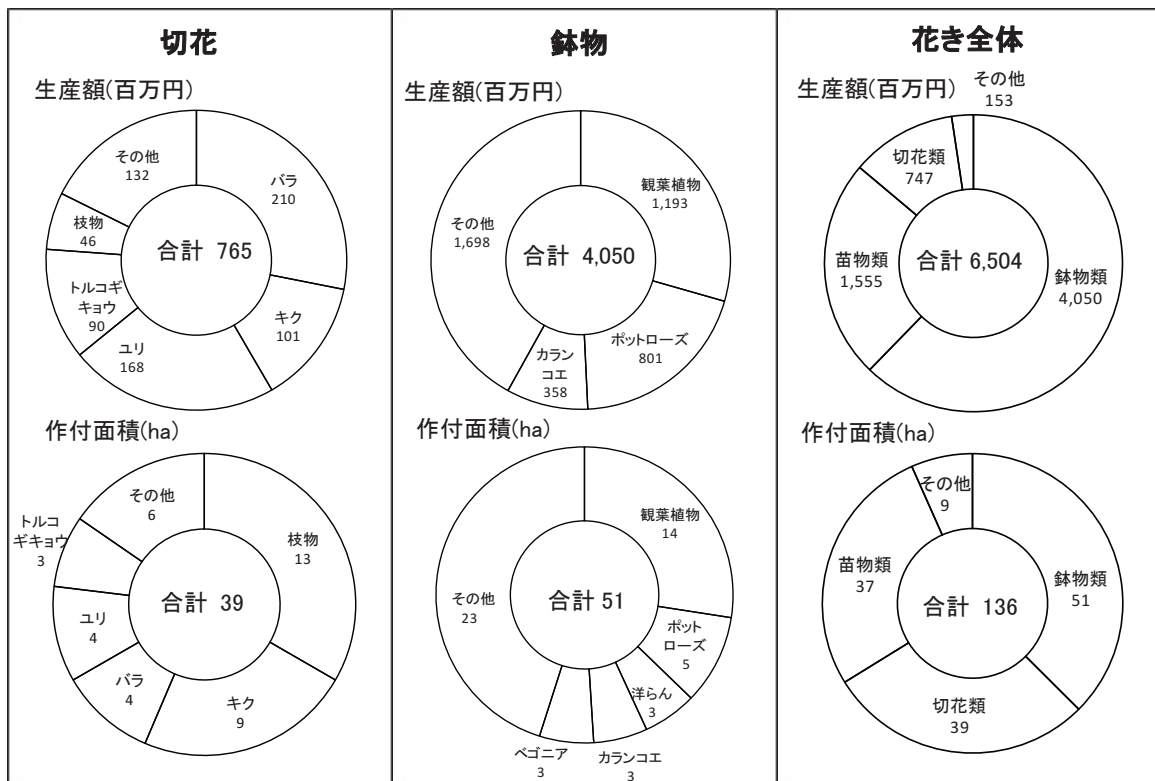 切花
生産額(百万円)
その他
132
バラ
210
枝物
46
合計 765
トルコギ
キョウ
90
キク
101
ユリ
168
作付面積(ha)
その他
6
トルコ
ギキョウ
3
枝物
13
合計 39
ユリ
4
バラ
4
キク
9
鉢物
生産額(百万円)
観葉植物
1,193
その他
1,698
合計 4,050
ポットローズ
801
カラン
コエ
358
作付面積(ha)
観葉植物
14
その他
23
合計 51
ポット
ローズ
5
洋らん
3
ベゴニア
3
カランコエ
3
花き全体
生産額(百万円)
その他
153
切花類
747
苗物類
1,555
合計 6,504
鉢物類
4,050
作付面積(ha)
その他
9
苗物類
37
鉢物類
51
合計 136
切花類
39